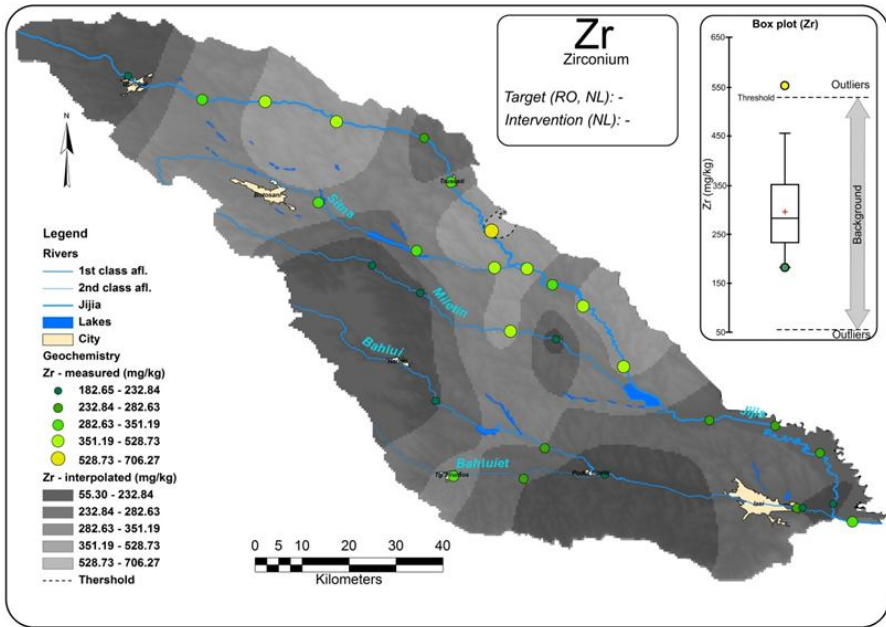 Zr
Zirconium
Target (RO, NL): -
Intervention (NL): -
Box plot (Zr)
Zr (mg/kg)
650
550
450
350
250
150
50
Outliers
Threshold
Background
Outliers
N
Botosani
Sitna
Miletin
Bahlui
Bahluiet
Jijia
Iasi
Legend
Rivers
1st class afl.
2nd class afl.
Jijia
Lakes
City
Geochemistry
Zr - measured (mg/kg)
182.65 - 232.84
232.84 - 282.63
282.63 - 351.19
351.19 - 528.73
528.73 - 706.27
Zr - interpolated (mg/kg)
55.30 - 232.84
232.84 - 282.63
282.63 - 351.19
351.19 - 528.73
528.73 - 706.27
Thershold
0 5 10 20 30 40
Kilometers